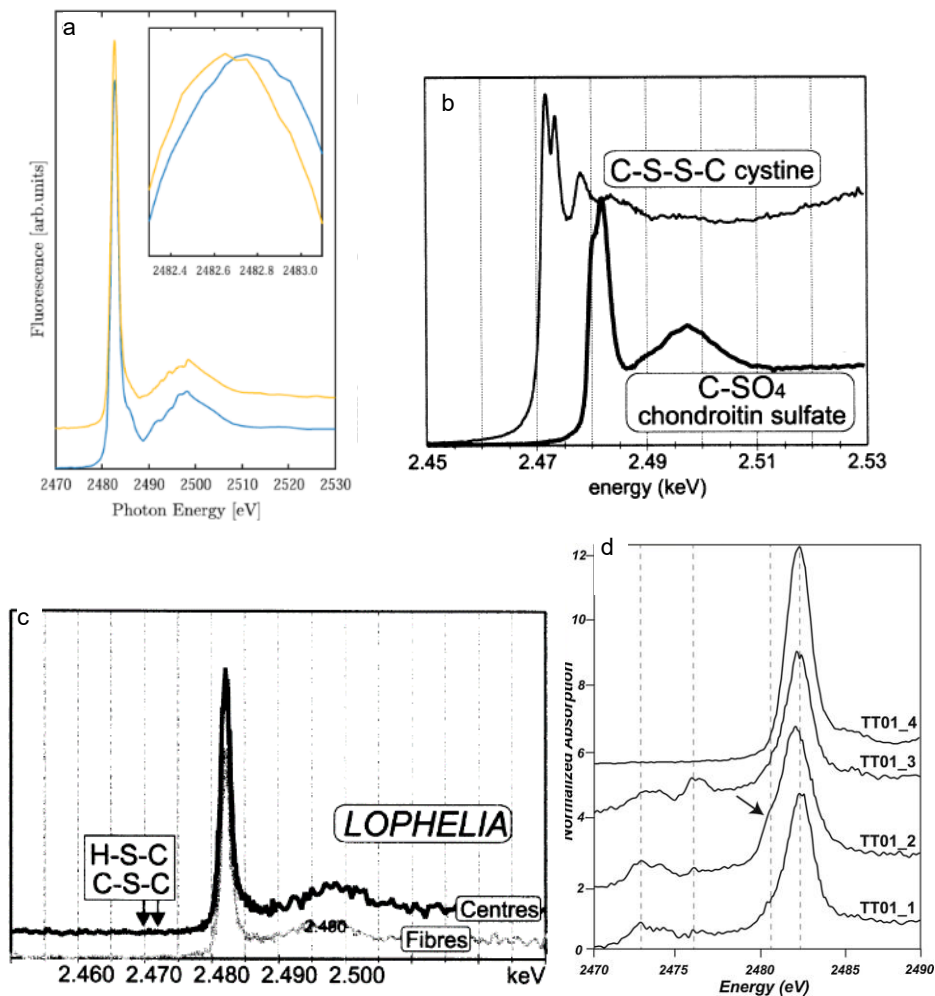 a
Fluorescence [arb.units]
2482.4 2482.6 2482.8 2483.0
2470 2480 2490 2500 2510 2520 2530
Photon Energy [eV]
b
C-S-S-C cystine
C-SO4
chondroitin sulfate
2.45 2.47 2.49 2.51 2.53
energy (keV)
c
LOPHELIA
H-S-C
C-S-C
Centres
2.480
Fibres
2.460 2.470 2.480 2.490 2.500 keV
d
12
10
8
6
4
2
0
Normalized Absorption
TT01_4
TT01_3
TT01_2
TT01_1
2470 2475 2480 2485 2490
Energy (eV)